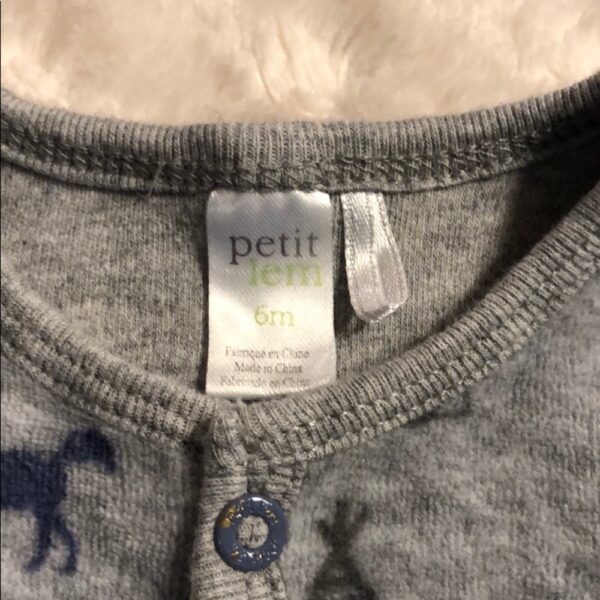 petit
lem
6m
Fabriqué en Chine
Made in China
Fabricado en China